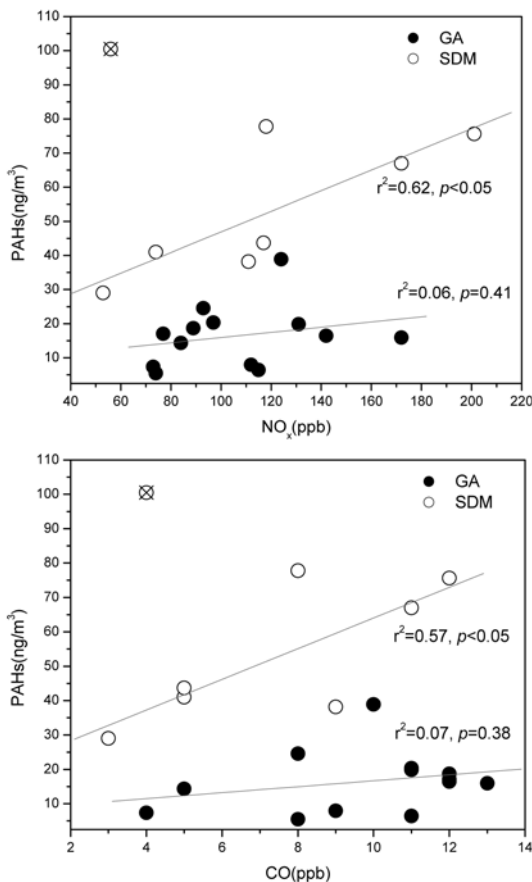 110
100
90
80
70
60
50
40
30
20
10
PAHs(ng/m³)
GA
SDM
r²=0.62, p<0.05
r²=0.06, p=0.41
40 60 80 100 120 140 160 180 200 220
NOₓ(ppb)
110
100
90
80
70
60
50
40
30
20
10
PAHs(ng/m³)
GA
SDM
r²=0.57, p<0.05
r²=0.07, p=0.38
2 4 6 8 10 12 14
CO(ppb)